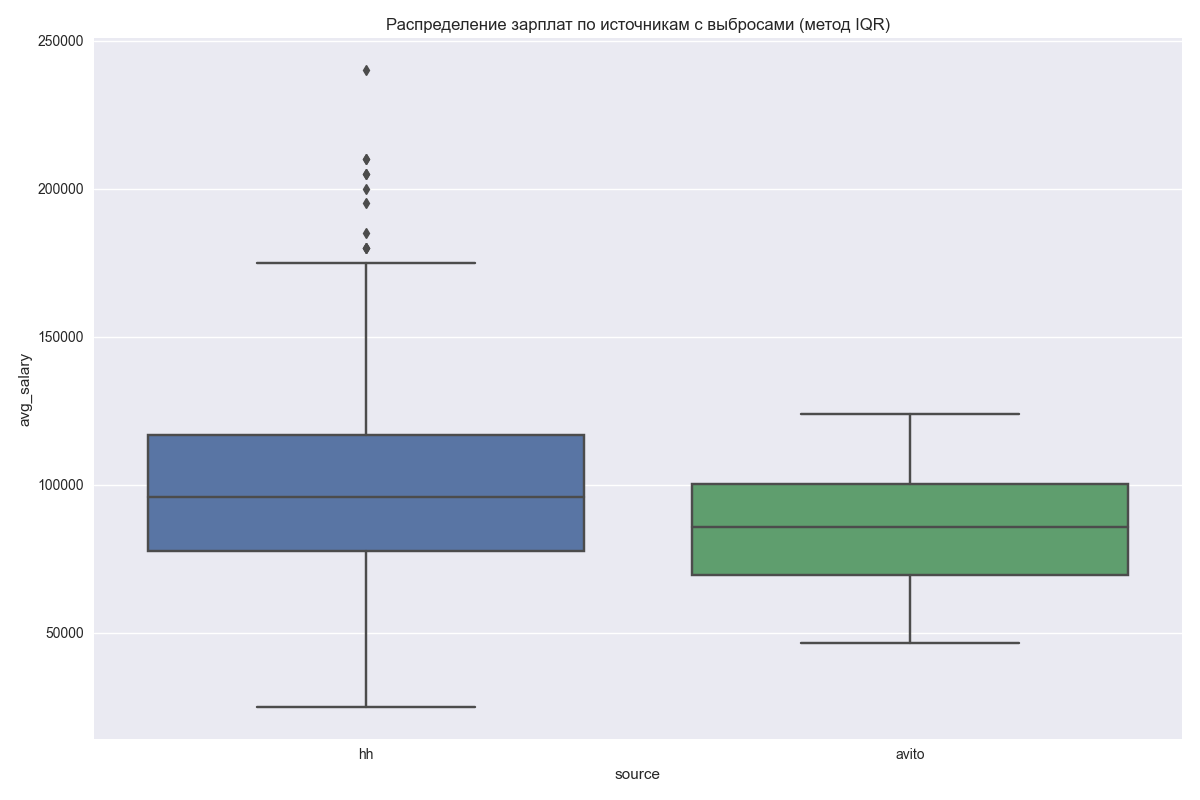 Распределение зарплат по источникам с выбросами (метод IQR)
250000
200000
150000
100000
50000
avg_salary
hh
avito
source